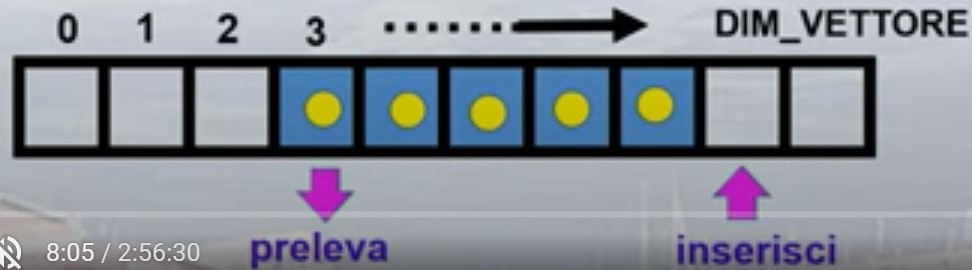 0 1 2 3 DIM_VETTORE
preleva inserisci
8:05 / 2:56:30